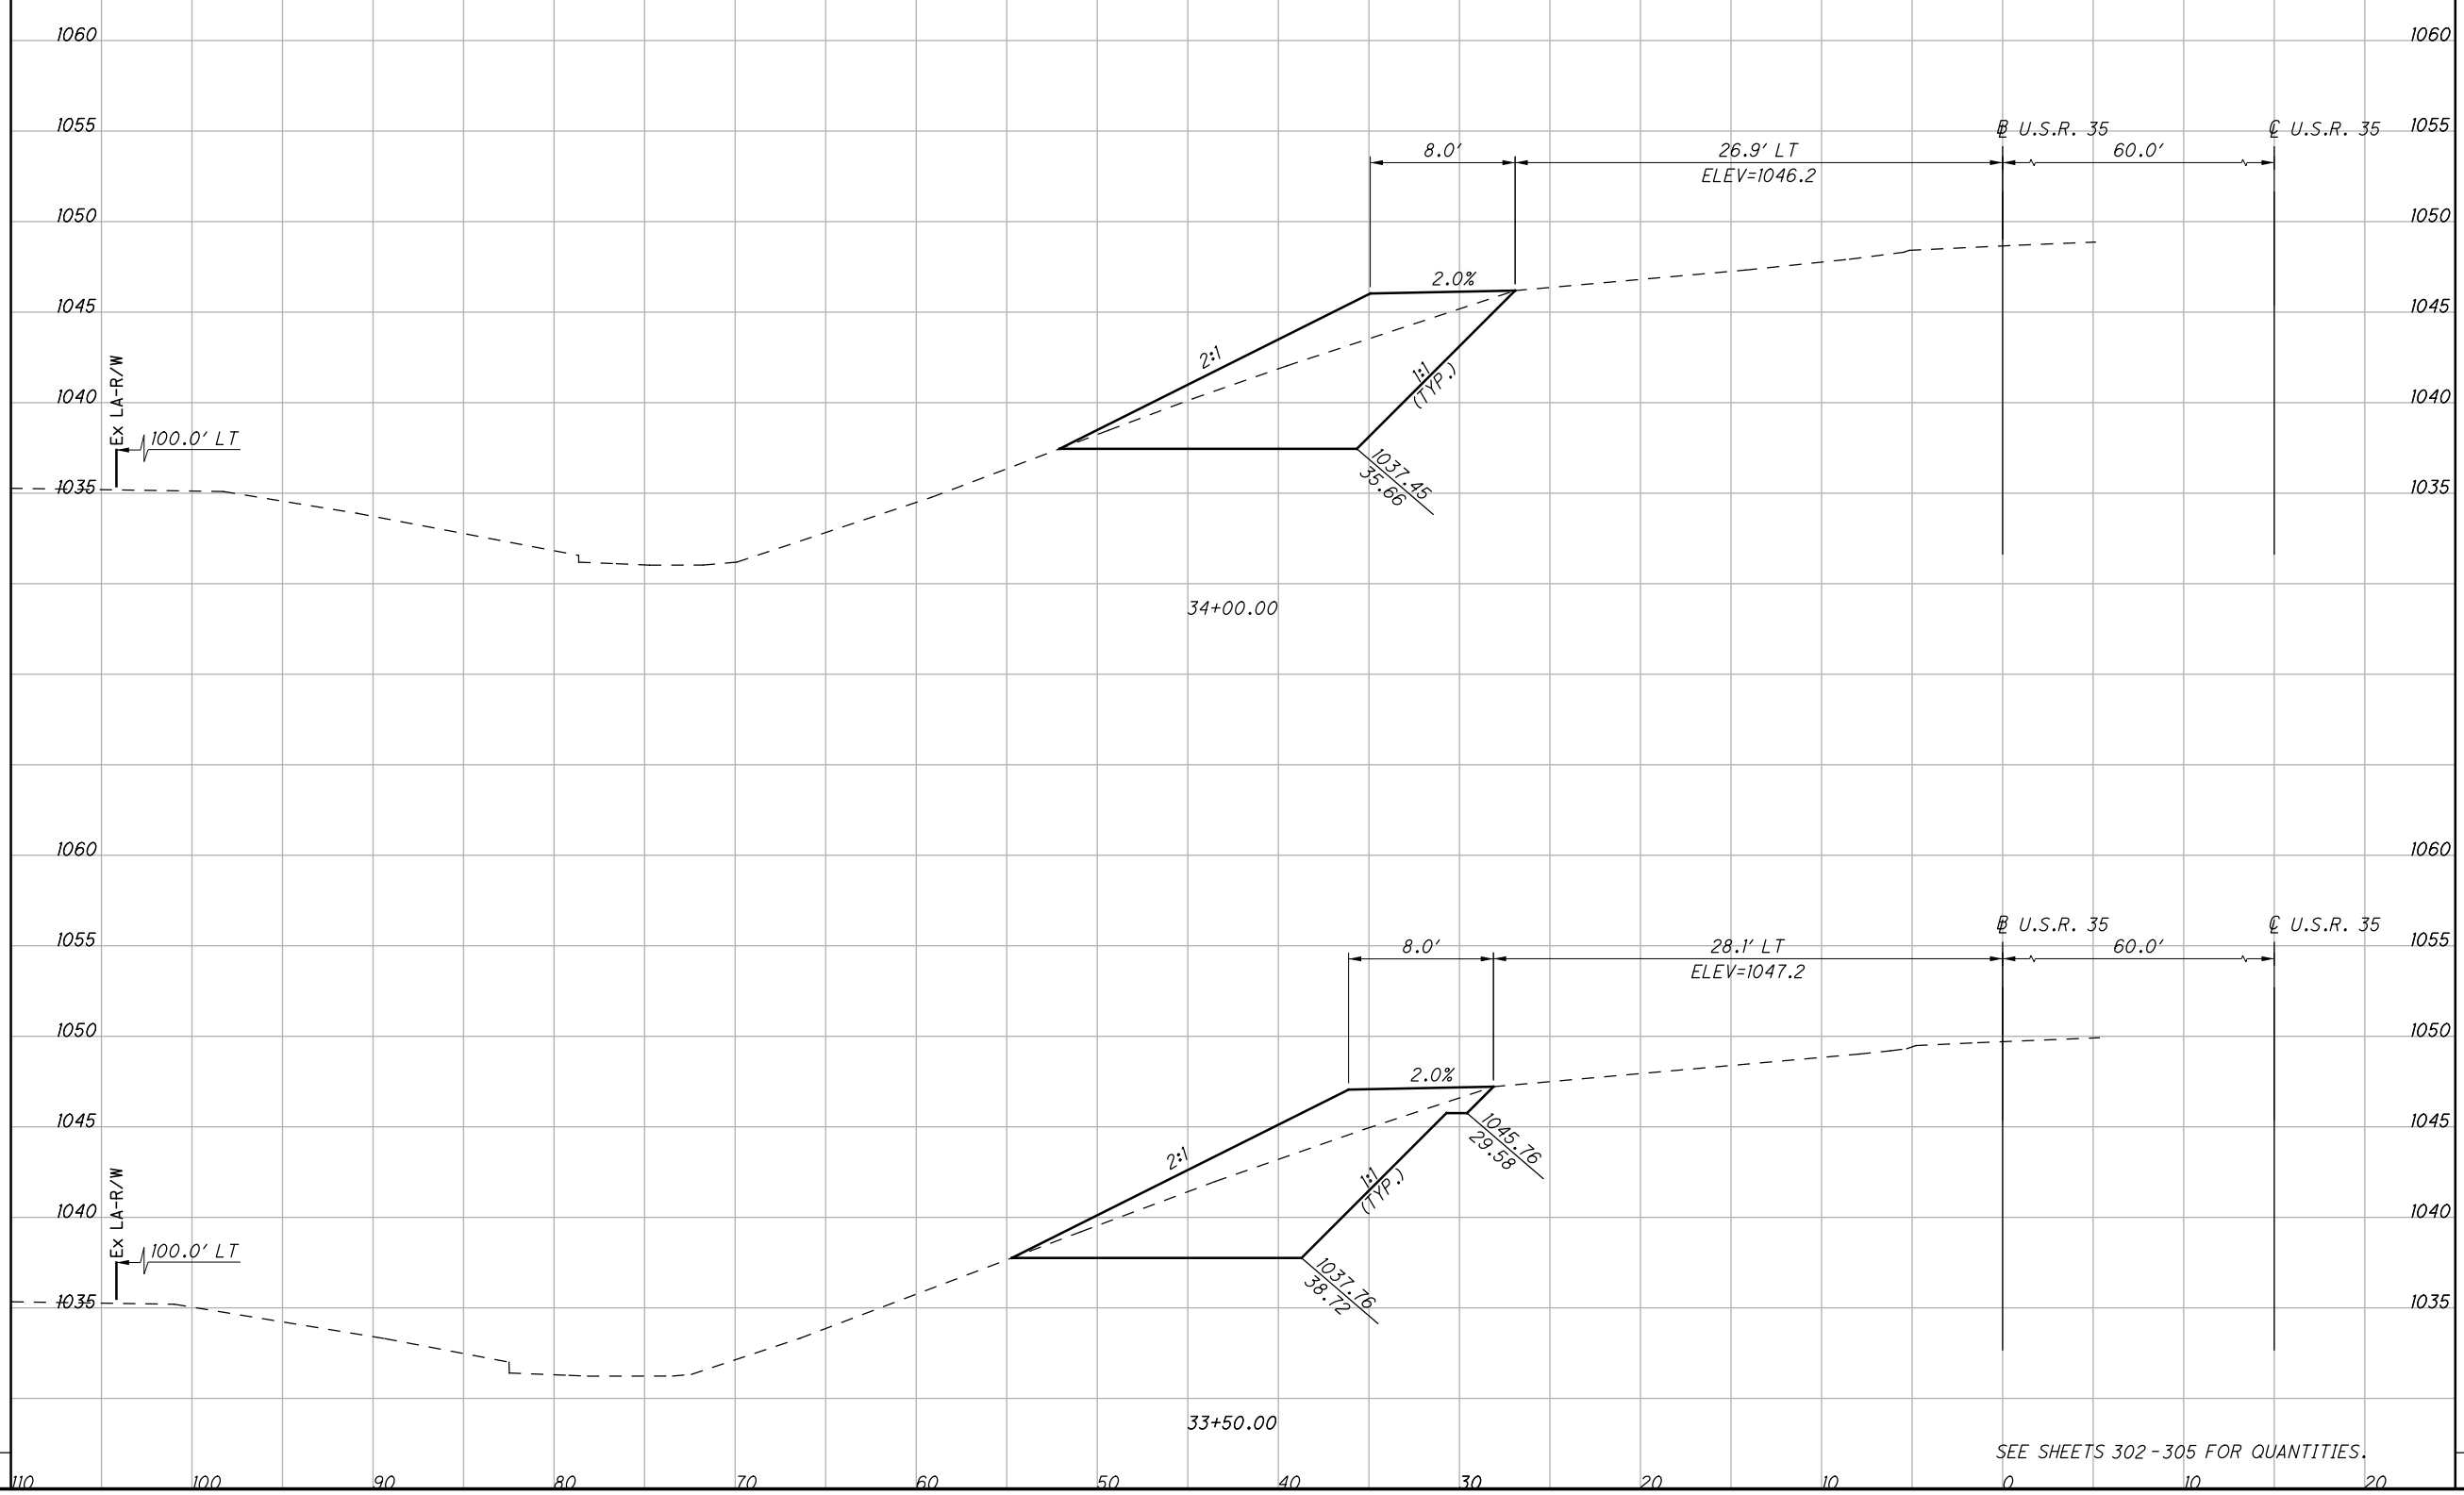 1060 1060
1055 1055
℄ U.S.R. 35
8.0' 26.9' LT 60.0'
ELEV=1046.2
1050 1050
2.0%
1045 1045
2:1
1:1
(TYP.)
Ex LA-R/W
1040 1040
100.0' LT
1037.45
35.66
1035 1035
34+00.00
1060 1060
1055 1055
℄ U.S.R. 35
8.0' 28.1' LT 60.0'
ELEV=1047.2
1050 1050
2.0%
1045 1045
1045.76
29.58
2:1
1:1
(TYP.)
Ex LA-R/W
1040 1040
100.0' LT
1037.76
38.72
1035 1035
33+50.00
SEE SHEETS 302-305 FOR QUANTITIES.
110 100 90 80 70 60 50 40 30 20 10 0 10 20